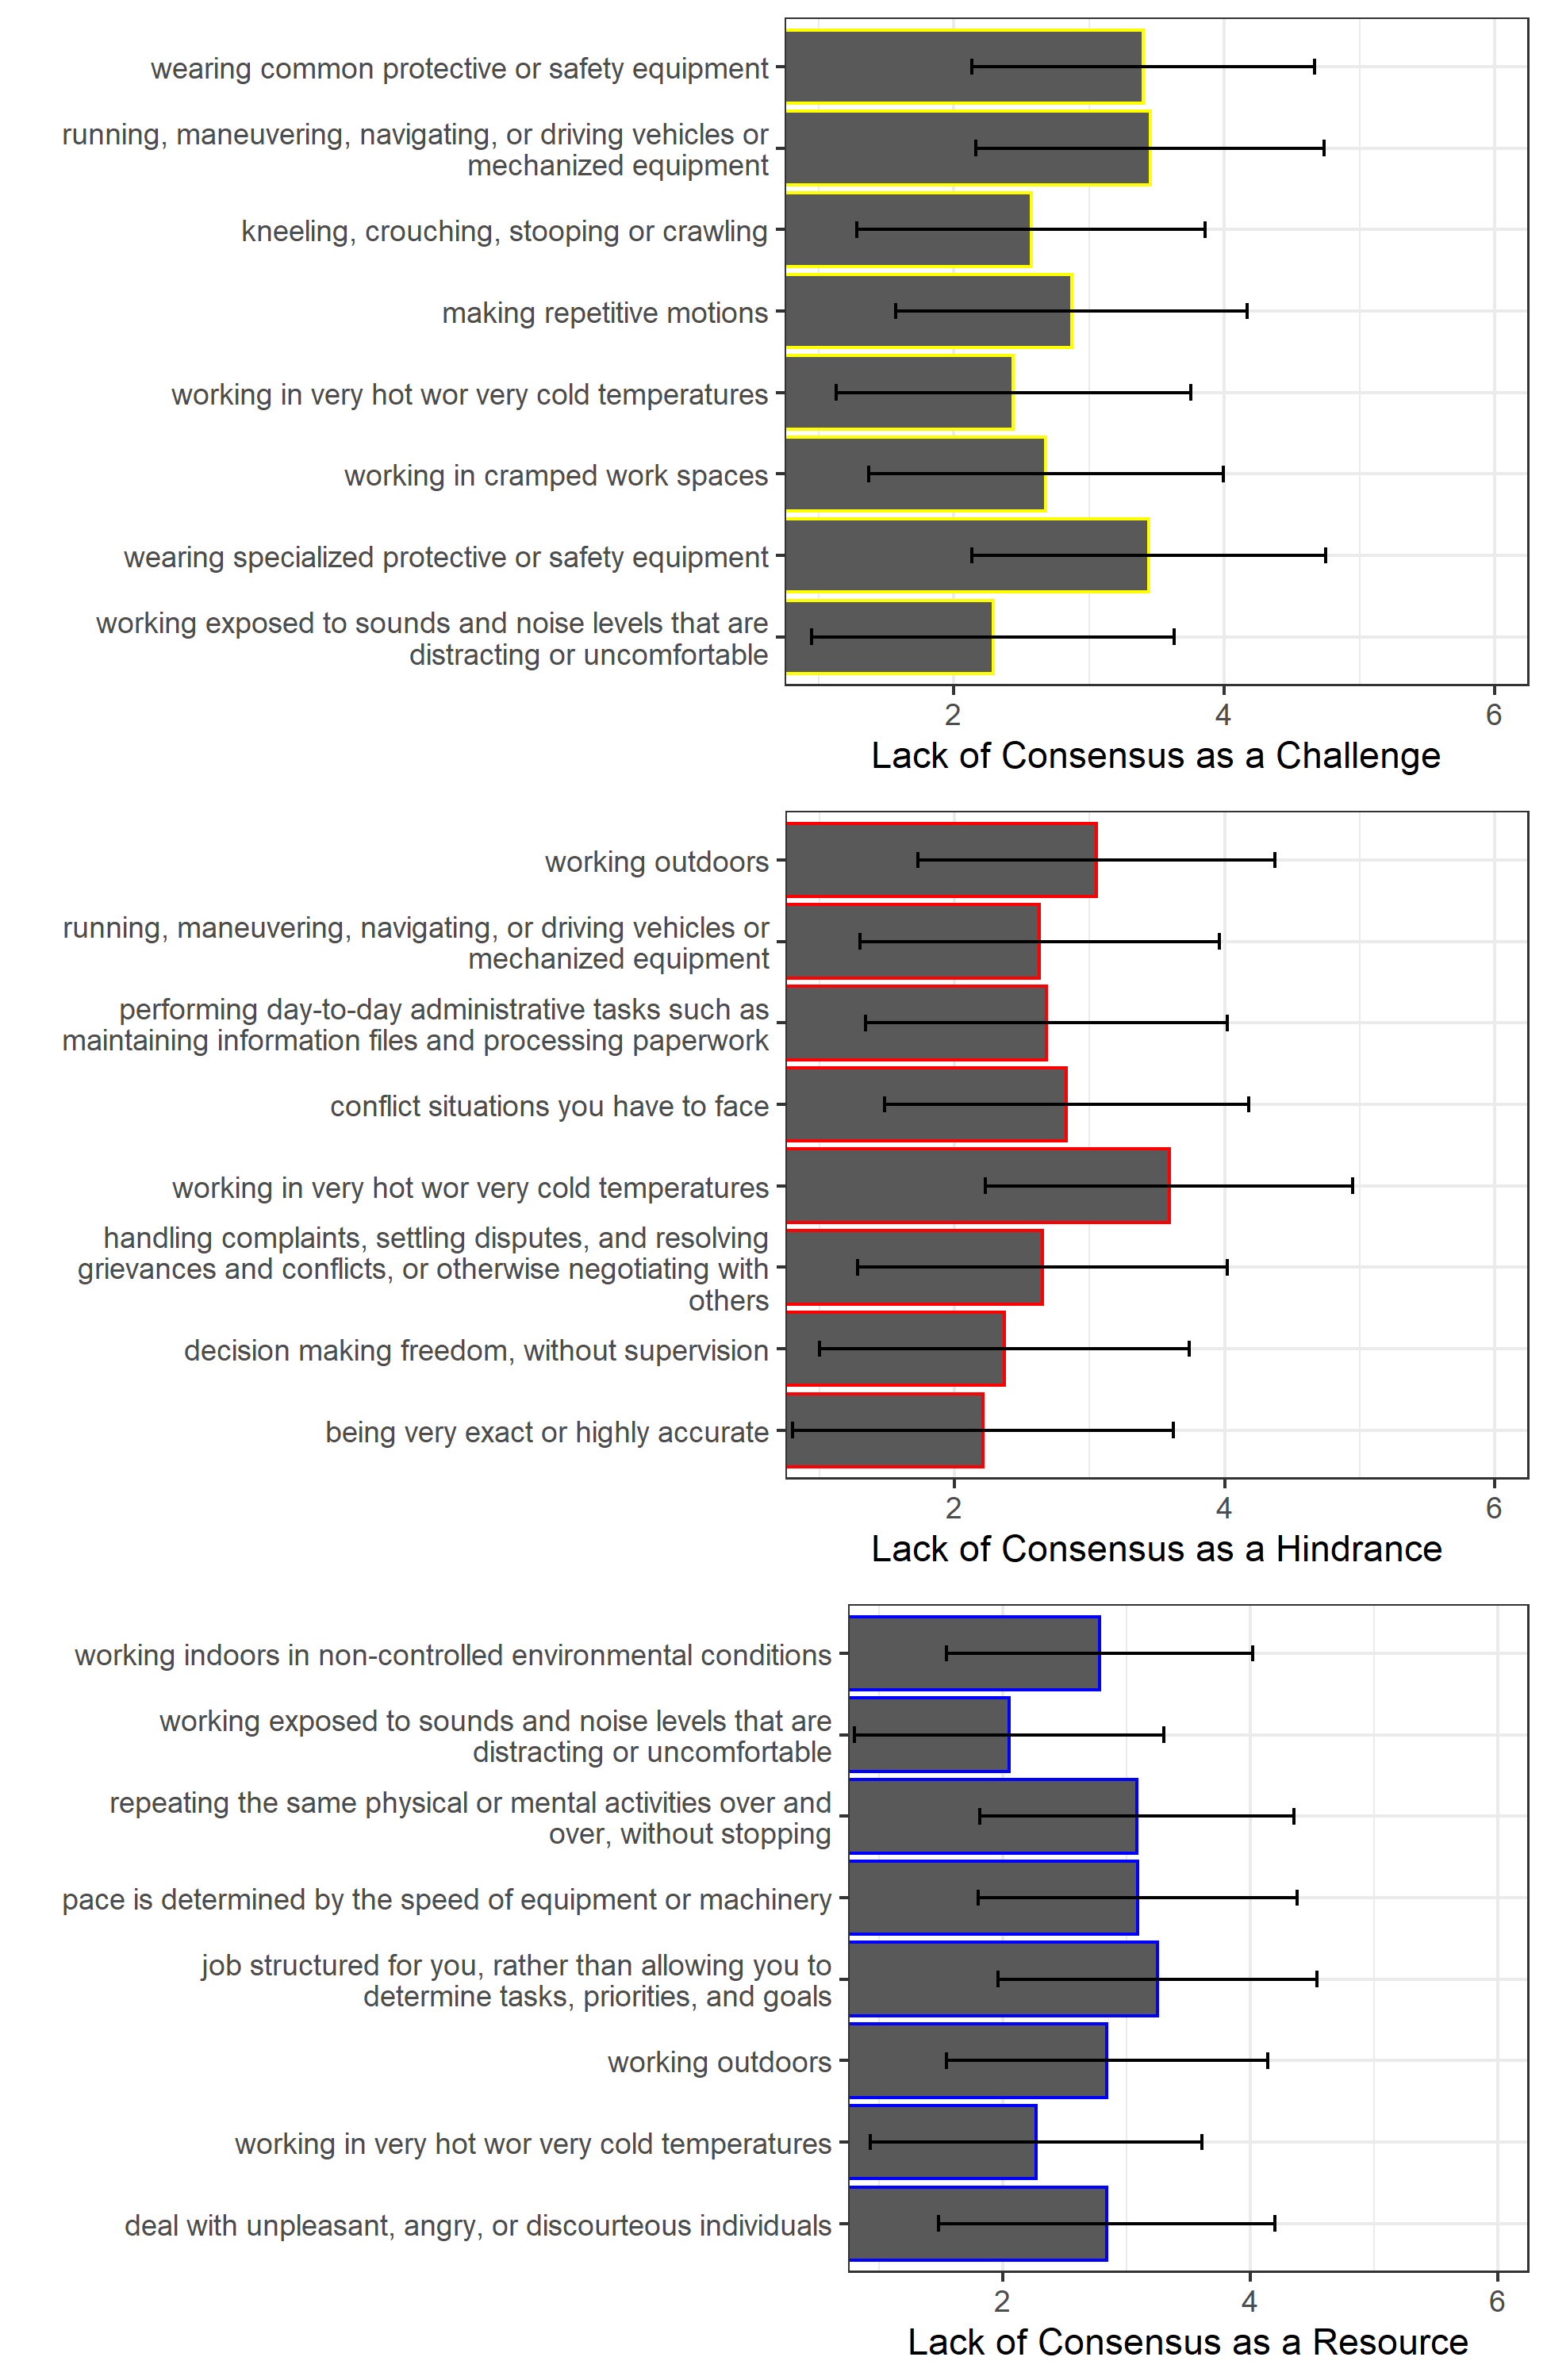 wearing common protective or safety equipment
running, maneuvering, navigating, or driving vehicles or
mechanized equipment
kneeling, crouching, stooping or crawling
making repetitive motions
working in very hot wor very cold temperatures
working in cramped work spaces
wearing specialized protective or safety equipment
working exposed to sounds and noise levels that are
distracting or uncomfortable
2 4 6
Lack of Consensus as a Challenge
working outdoors
running, maneuvering, navigating, or driving vehicles or
mechanized equipment
performing day-to-day administrative tasks such as
maintaining information files and processing paperwork
conflict situations you have to face
working in very hot wor very cold temperatures
handling complaints, settling disputes, and resolving
grievances and conflicts, or otherwise negotiating with
others
decision making freedom, without supervision
being very exact or highly accurate
2 4 6
Lack of Consensus as a Hindrance
working indoors in non-controlled environmental conditions
working exposed to sounds and noise levels that are
distracting or uncomfortable
repeating the same physical or mental activities over and
over, without stopping
pace is determined by the speed of equipment or machinery
job structured for you, rather than allowing you to
determine tasks, priorities, and goals
working outdoors
working in very hot wor very cold temperatures
deal with unpleasant, angry, or discourteous individuals
2 4 6
Lack of Consensus as a Resource